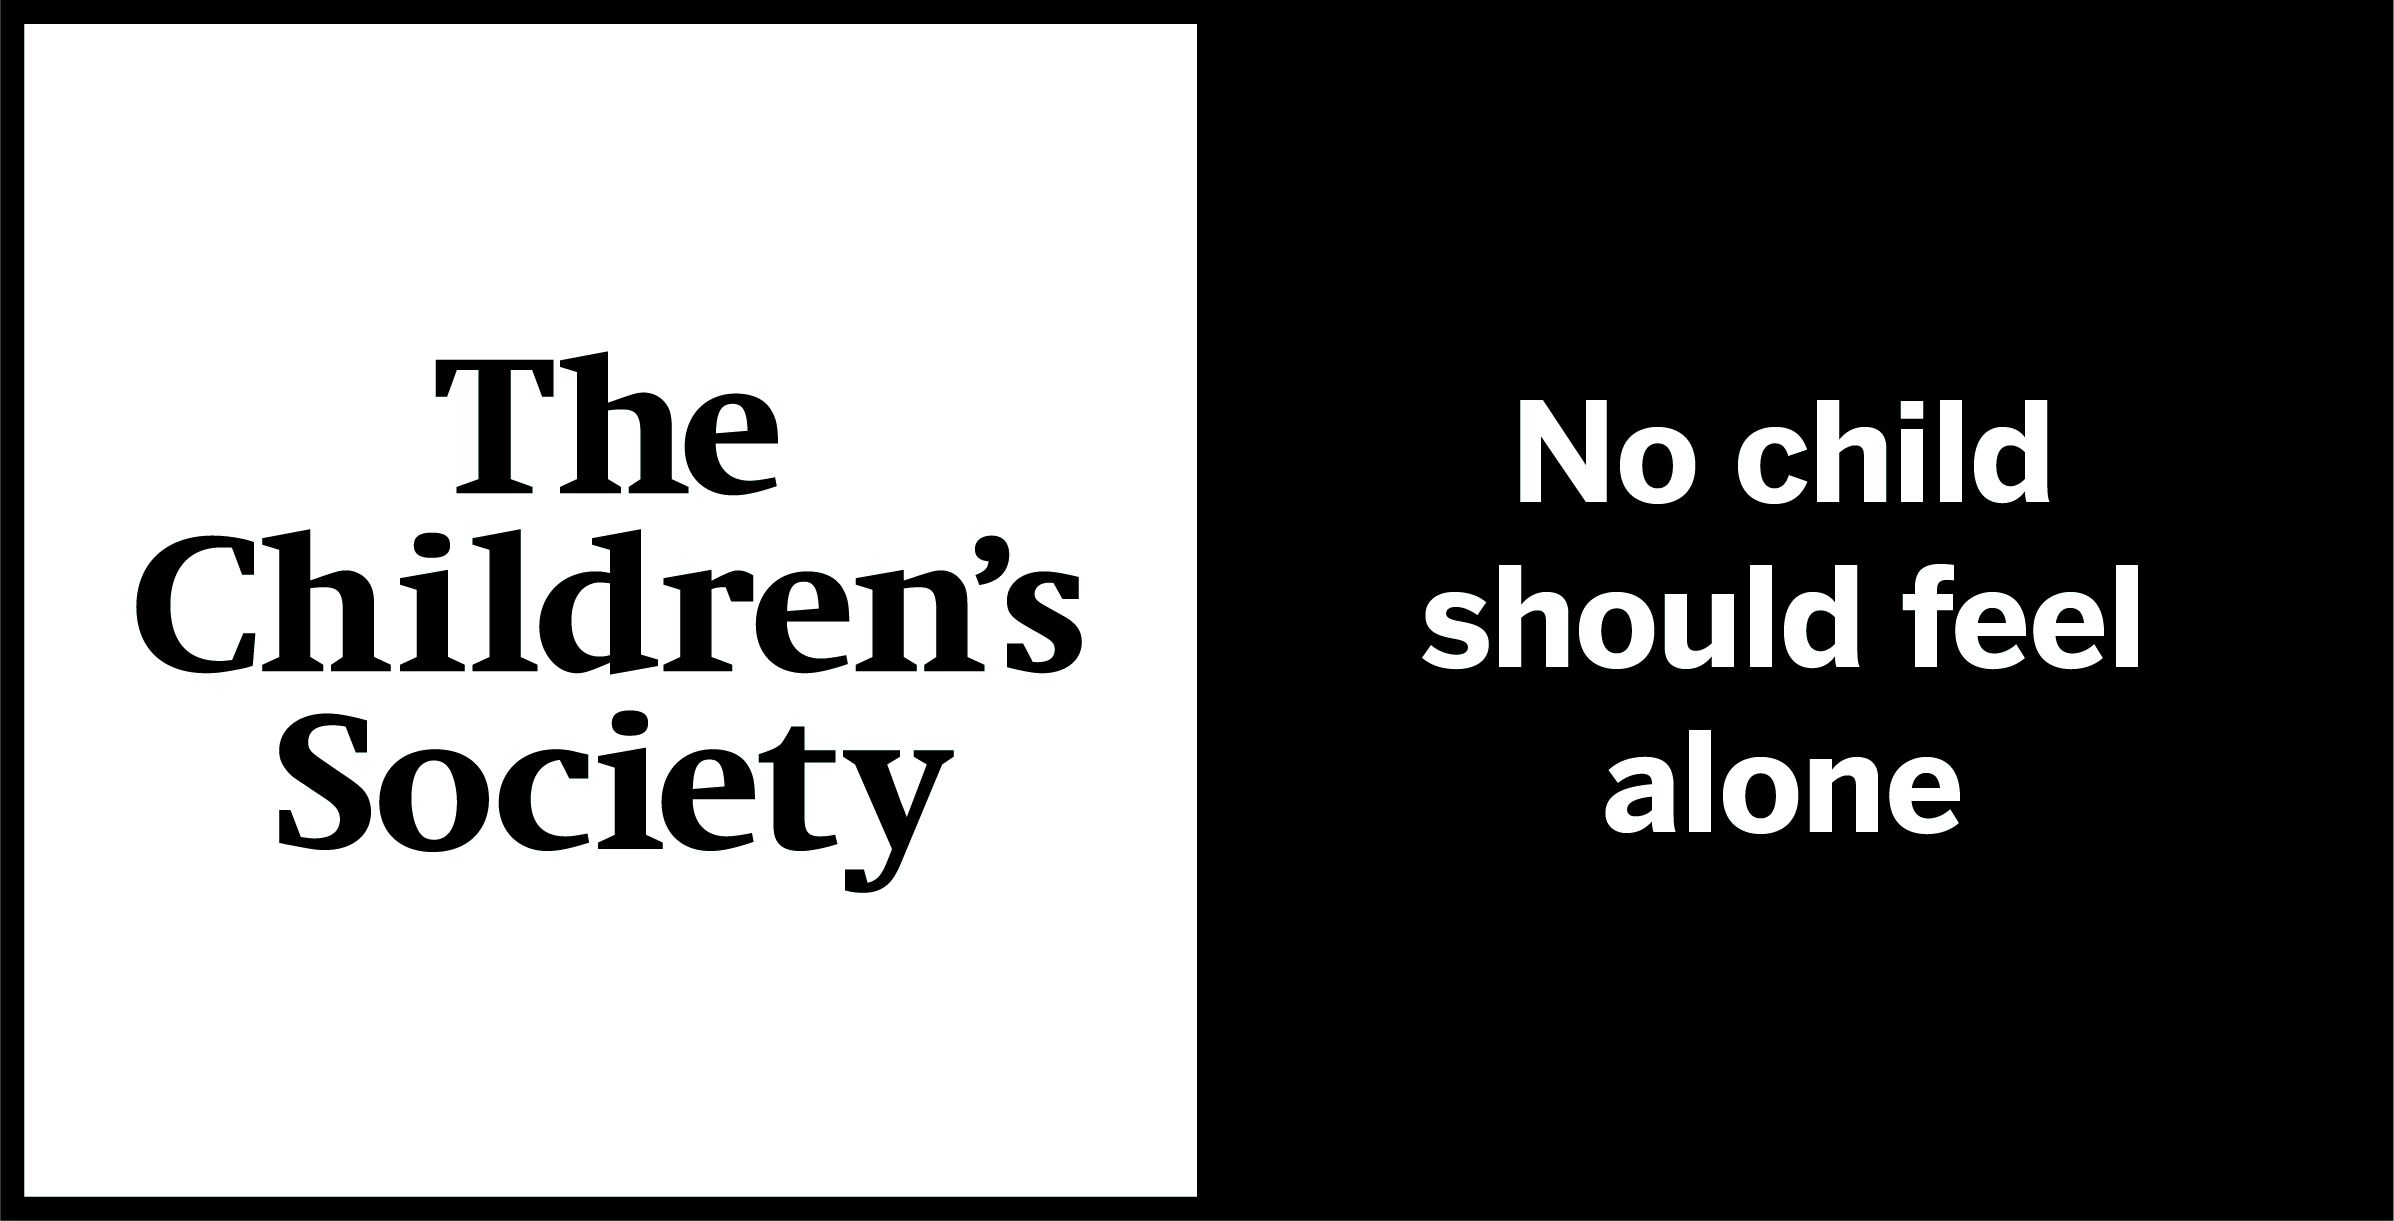 The
Children’s
Society
No child
should feel
alone